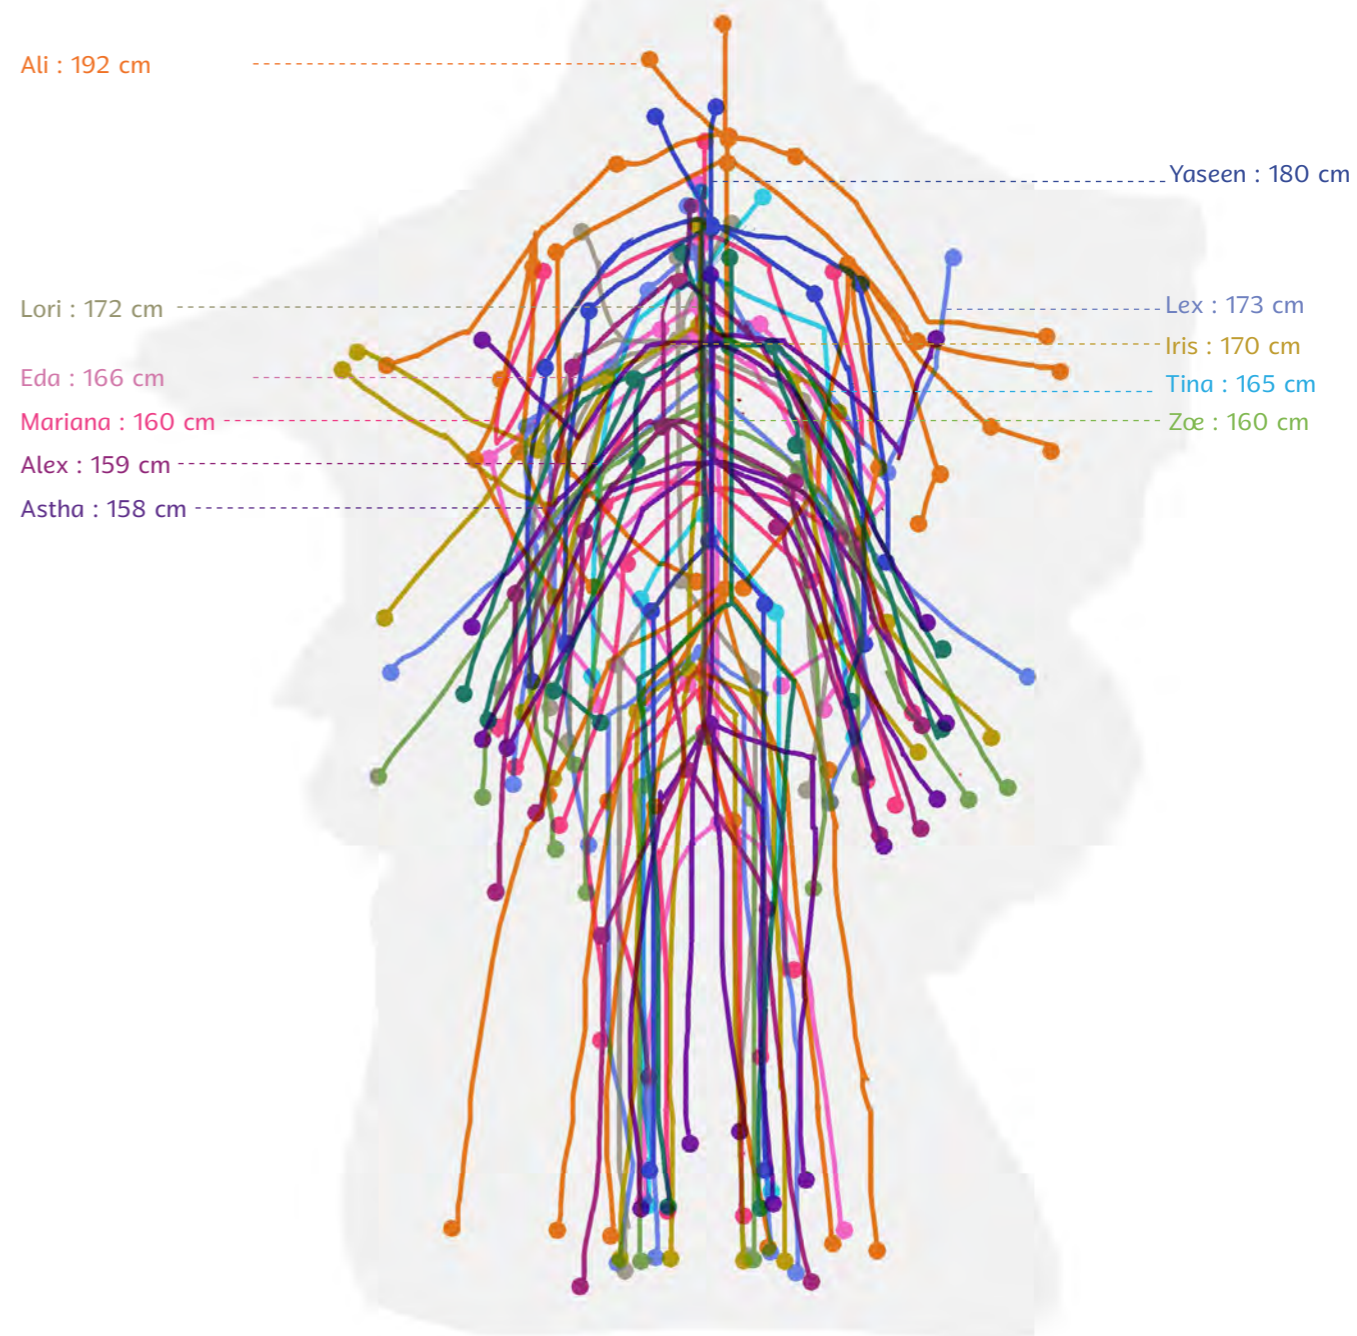 Ali : 192 cm
Yaseen : 180 cm
Lori : 172 cm
Lex : 173 cm
Iris : 170 cm
Eda : 166 cm
Tina : 165 cm
Mariana : 160 cm
Zœ : 160 cm
Alex : 159 cm
Astha : 158 cm